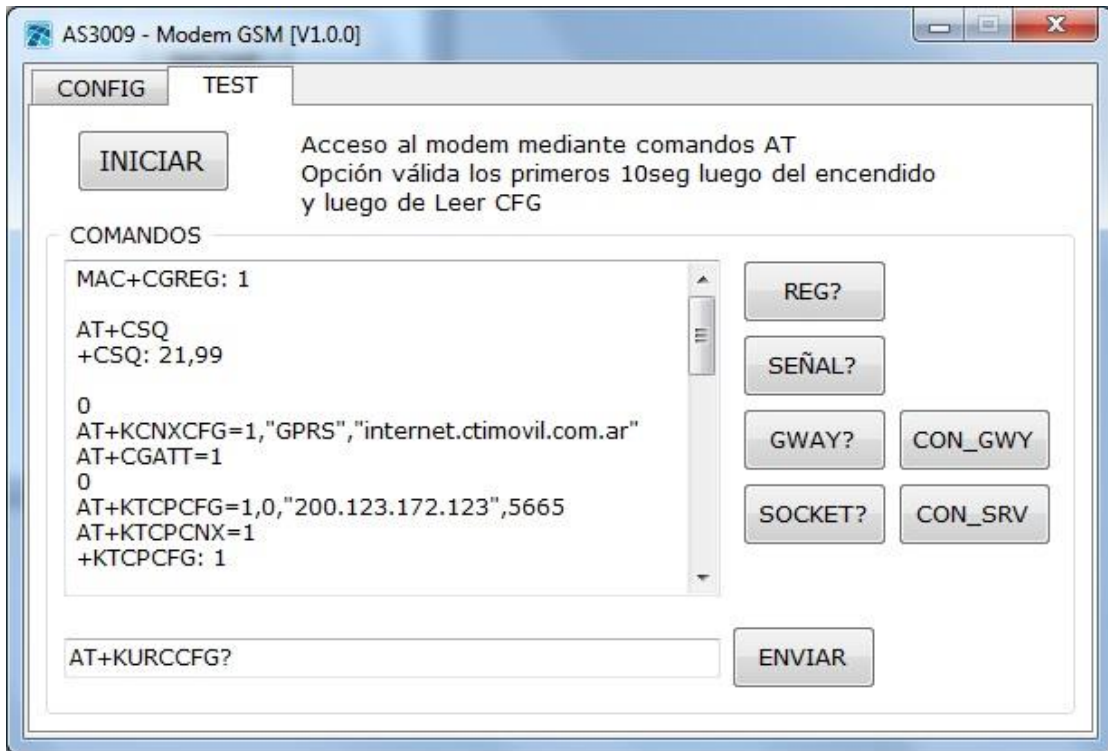 AS3009 - Modem GSM [V1.0.0]
CONFIG TEST
INICIAR
Acceso al modem mediante comandos AT
Opción válida los primeros 10seg luego del encendido
y luego de Leer CFG
COMANDOS
MAC+CGREG: 1
AT+CSQ
+CSQ: 21,99
0
AT+KCNXCFG=1,"GPRS","internet.ctimovil.com.ar"
AT+CGATT=1
0
AT+KTCPCFG=1,0,"200.123.172.123",5665
AT+KTCPCNX=1
+KTCPCFG: 1
REG?
SEÑAL?
GWAY? CON_GWY
SOCKET? CON_SRV
AT+KURCCFG?
ENVIAR